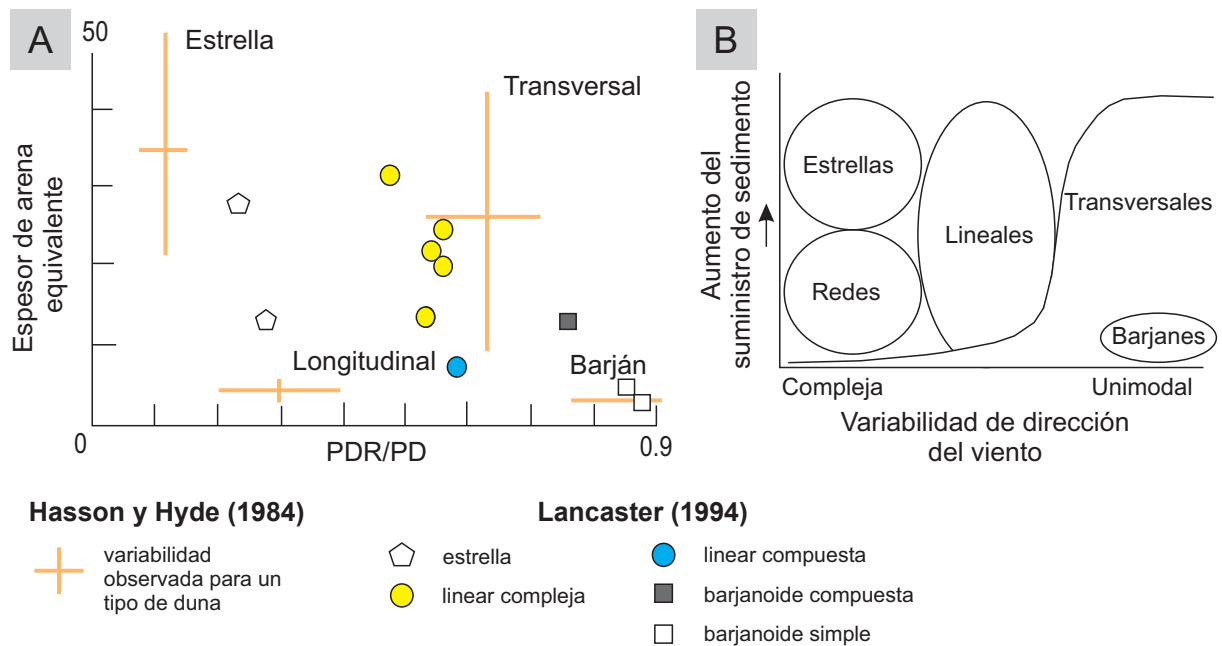 A
50
Estrella
Transversal
Espesor de arena
equivalente
Longitudinal
Barján
0
PDR/PD
0.9
B
Aumento del
suministro de sedimento
Estrellas
Redes
Lineales
Transversales
Barjanes
Compleja
Unimodal
Variabilidad de dirección
del viento
Hasson y Hyde (1984)
variabilidad
observada para un
tipo de duna
Lancaster (1994)
estrella
linear compleja
linear compuesta
barjanoide compuesta
barjanoide simple